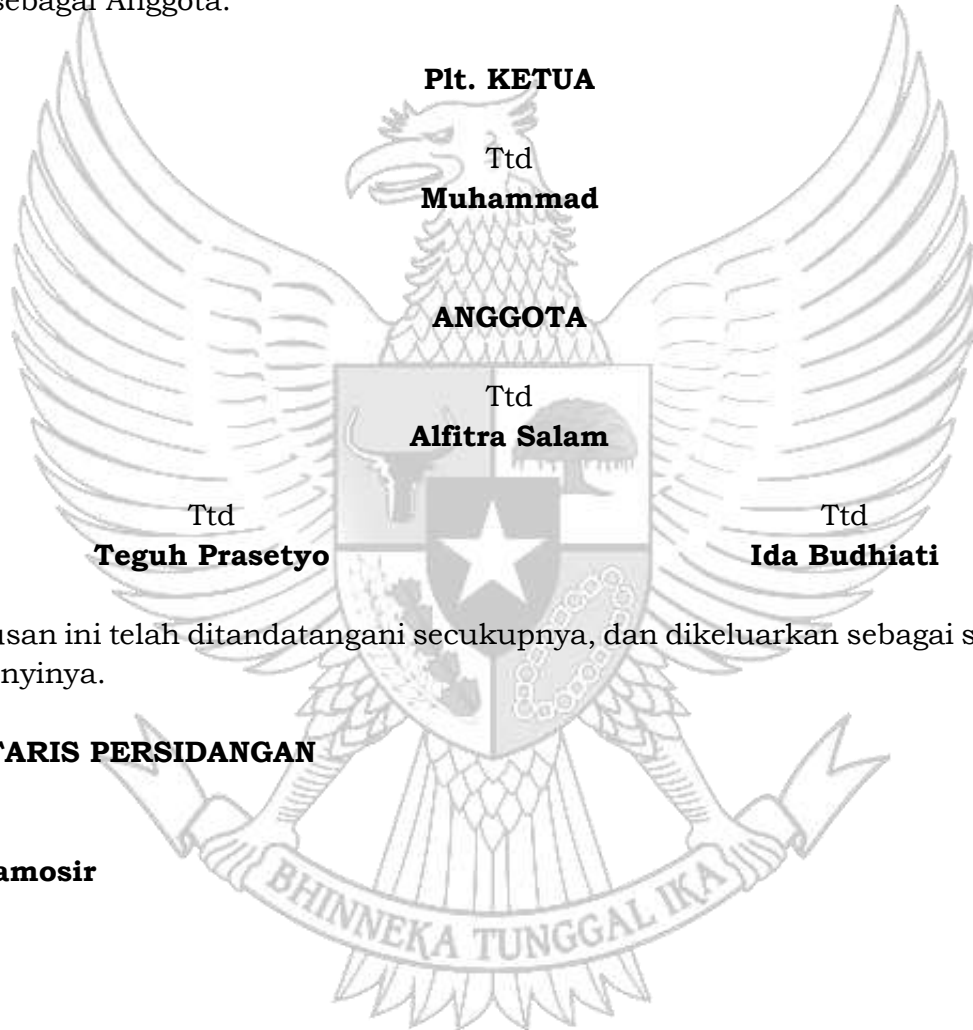 sebagai Anggota.
Plt. KETUA
Ttd
Muhammad
ANGGOTA
Ttd
Alfitra Salam
Ttd Ttd
Teguh Prasetyo Ida Budhiati
usan ini telah ditandatangani secukupnya, dan dikeluarkan sebagai s
nyinya.
TARIS PERSIDANGAN
amosir
BHINNEKA TUNGGAL IKA